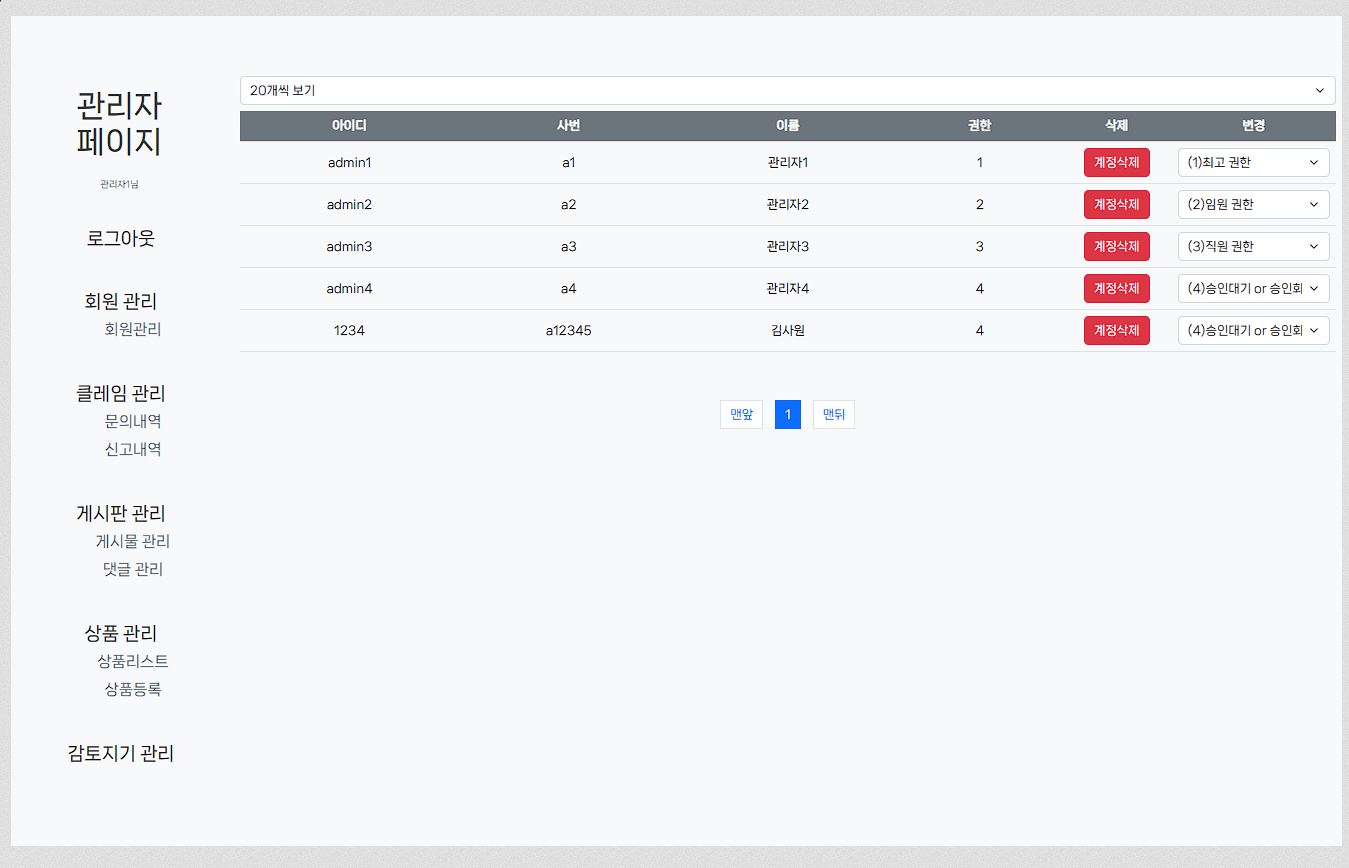 관리자
페이지
관리자1님
로그아웃
회원 관리
회원관리
클레임 관리
문의내역
신고내역
게시판 관리
게시물 관리
댓글 관리
상품 관리
상품리스트
상품등록
감토지기 관리
20개씩 보기
아이디 사번 이름 권한 삭제 변경
admin1 a1 관리자1 1 계정삭제 (1)최고 권한
admin2 a2 관리자2 2 계정삭제 (2)임원 권한
admin3 a3 관리자3 3 계정삭제 (3)직원 권한
admin4 a4 관리자4 4 계정삭제 (4)승인대기 or 승인회
1234 a12345 김사원 4 계정삭제 (4)승인대기 or 승인회
맨앞 1 맨뒤